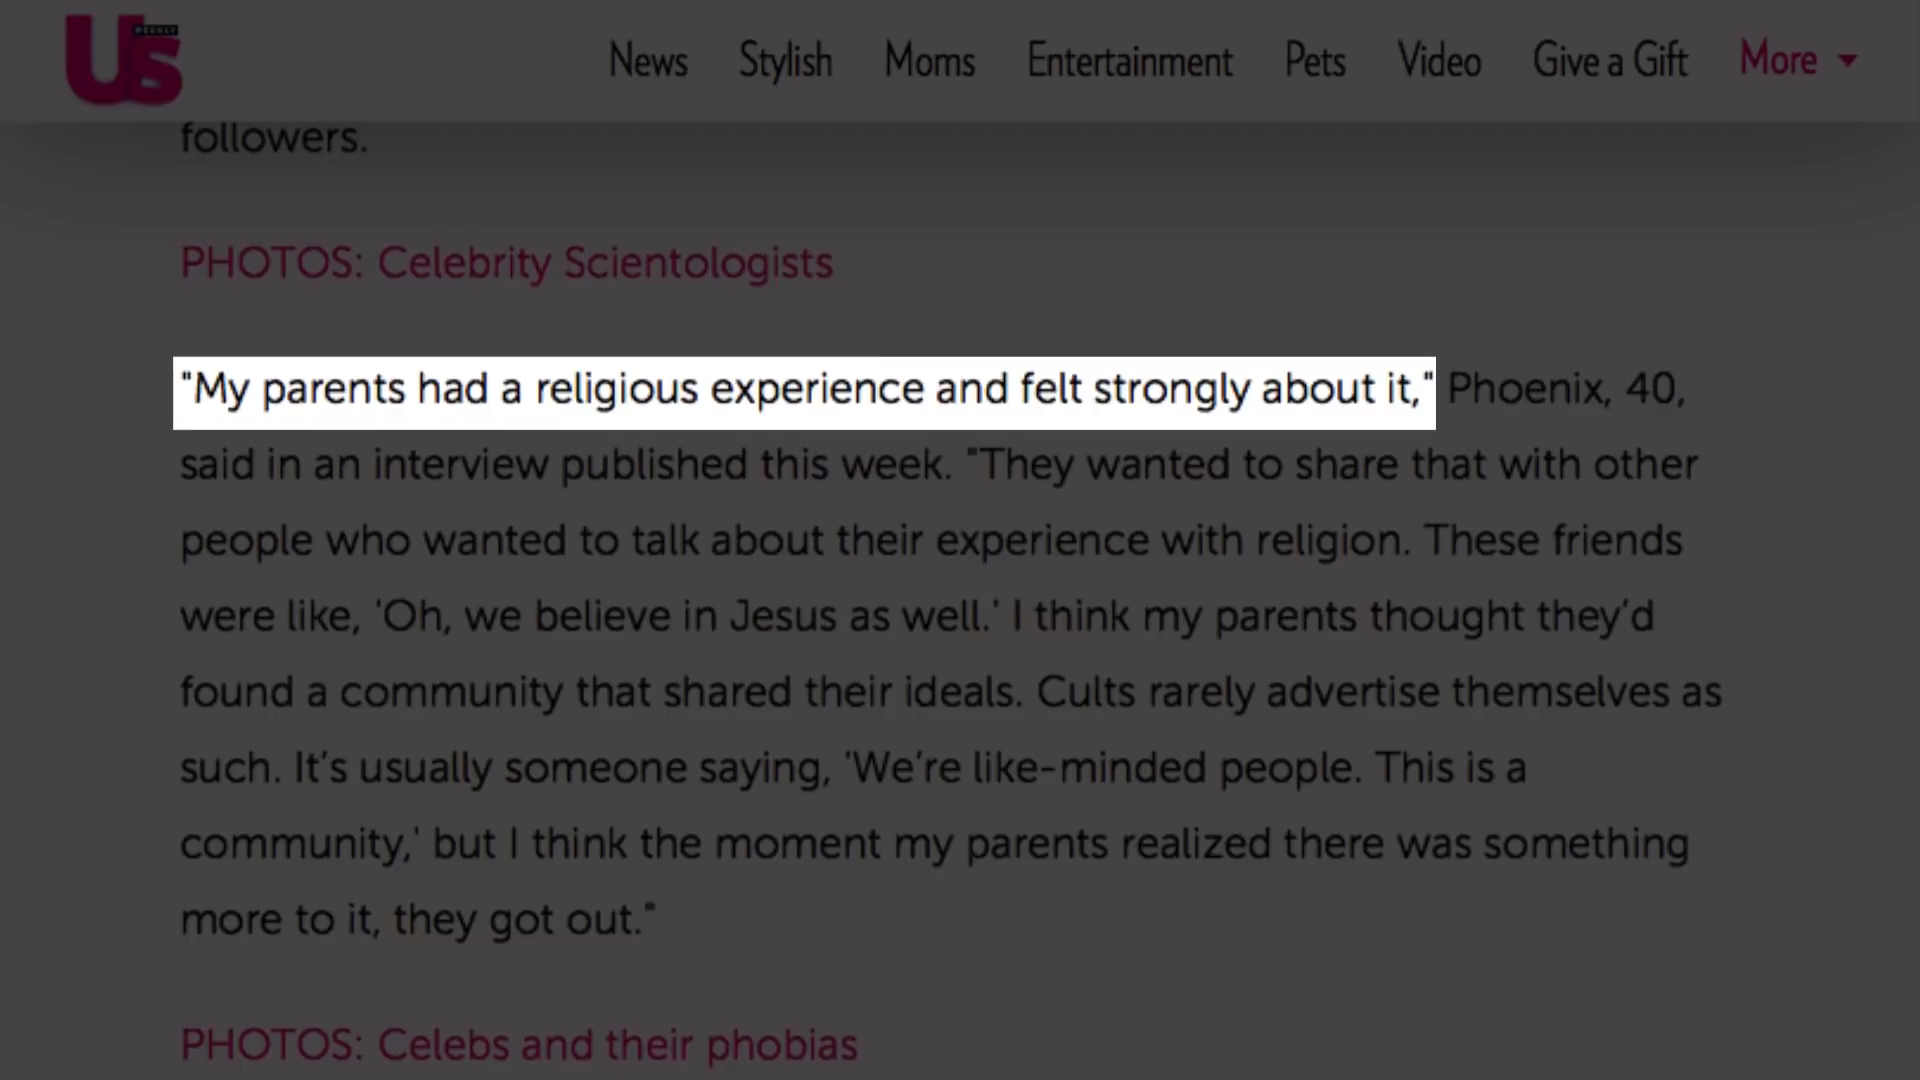 Us
WEEKLY
News Stylish Moms Entertainment Pets Video Give a Gift More
followers.
PHOTOS: Celebrity Scientologists
"My parents had a religious experience and felt strongly about it," Phoenix, 40,
said in an interview published this week. "They wanted to share that with other
people who wanted to talk about their experience with religion. These friends
were like, 'Oh, we believe in Jesus as well.' I think my parents thought they’d
found a community that shared their ideals. Cults rarely advertise themselves as
such. It’s usually someone saying, 'We’re like-minded people. This is a
community,' but I think the moment my parents realized there was something
more to it, they got out."
PHOTOS: Celebs and their phobias